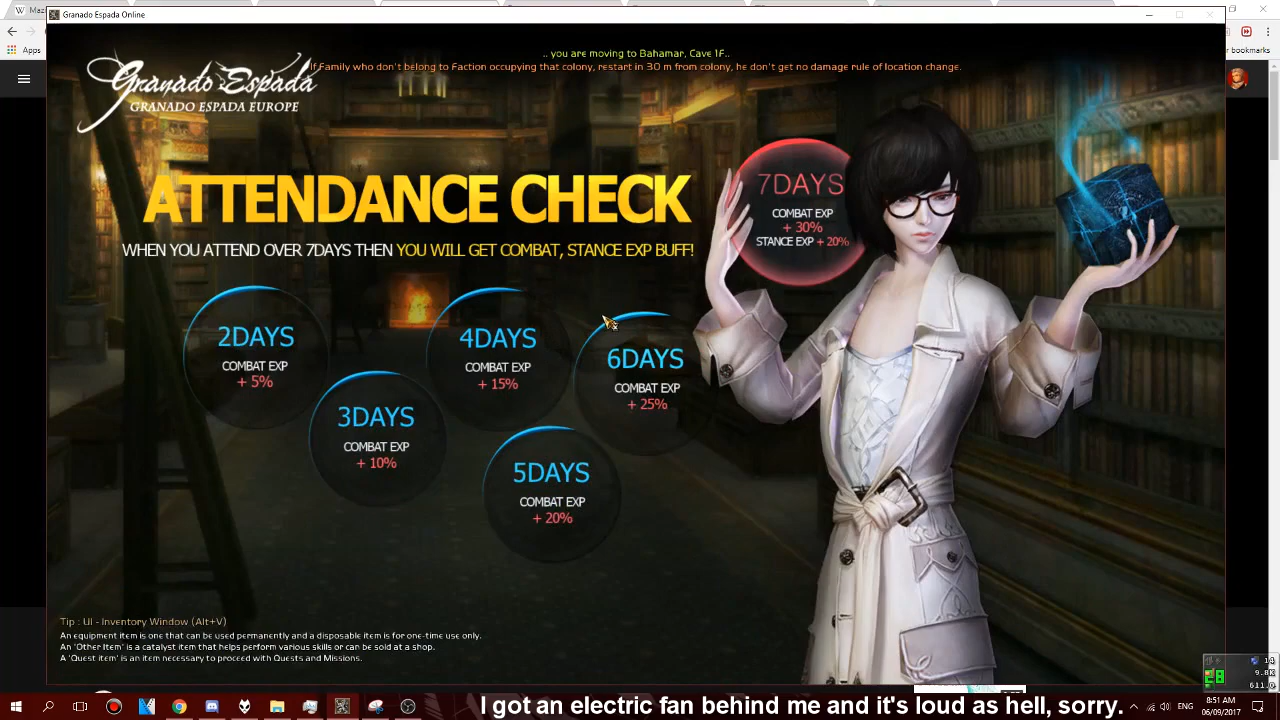 Granado Espada Online
.. you are moving to Bahamar, Cave 1F..
If Family who don't belong to Faction occupying that colony, restart in 30 m from colony, he don't get no damage rule of location change.
Granado Espada
GRANADO ESPADA EUROPE
ATTENDANCE CHECK
WHEN YOU ATTEND OVER 7DAYS THEN YOU WILL GET COMBAT, STANCE EXP BUFF!
7DAYS
COMBAT EXP
+ 30%
STANCE EXP + 20%
2DAYS
COMBAT EXP
+ 5%
3DAYS
COMBAT EXP
+ 10%
4DAYS
COMBAT EXP
+ 15%
5DAYS
COMBAT EXP
+ 20%
6DAYS
COMBAT EXP
+ 25%
Tip : UI - Inventory Window (Alt+V)
An equipment item is one that can be used permanently and a disposable item is for one-time use only.
An 'Other Item' is a catalyst item that helps perform various skills or can be sold at a shop.
A 'Quest item' is an item necessary to proceed with Quests and Missions.
bookmarks
9.8K
I got an electric fan behind me and it's loud as hell, sorry.
ENG
8:51 AM
06/09/2017